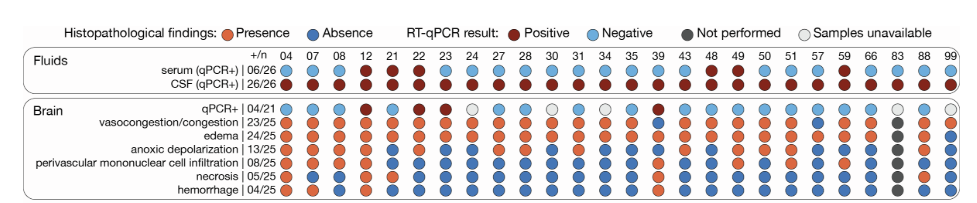 Histopathological findings: Presence Absence RT-qPCR result: Positive Negative Not performed Samples unavailable
Fluids +/n 04 07 08 12 21 22 23 24 27 28 30 31 34 35 39 43 48 49 50 51 57 59 66 83 88 99
serum (qPCR+) | 06/26
CSF (qPCR+) | 26/26
Brain qPCR+ | 04/21
vasocongestion/congestion | 23/25
edema | 24/25
anoxic depolarization | 13/25
perivascular mononuclear cell infiltration | 08/25
necrosis | 05/25
hemorrhage | 04/25